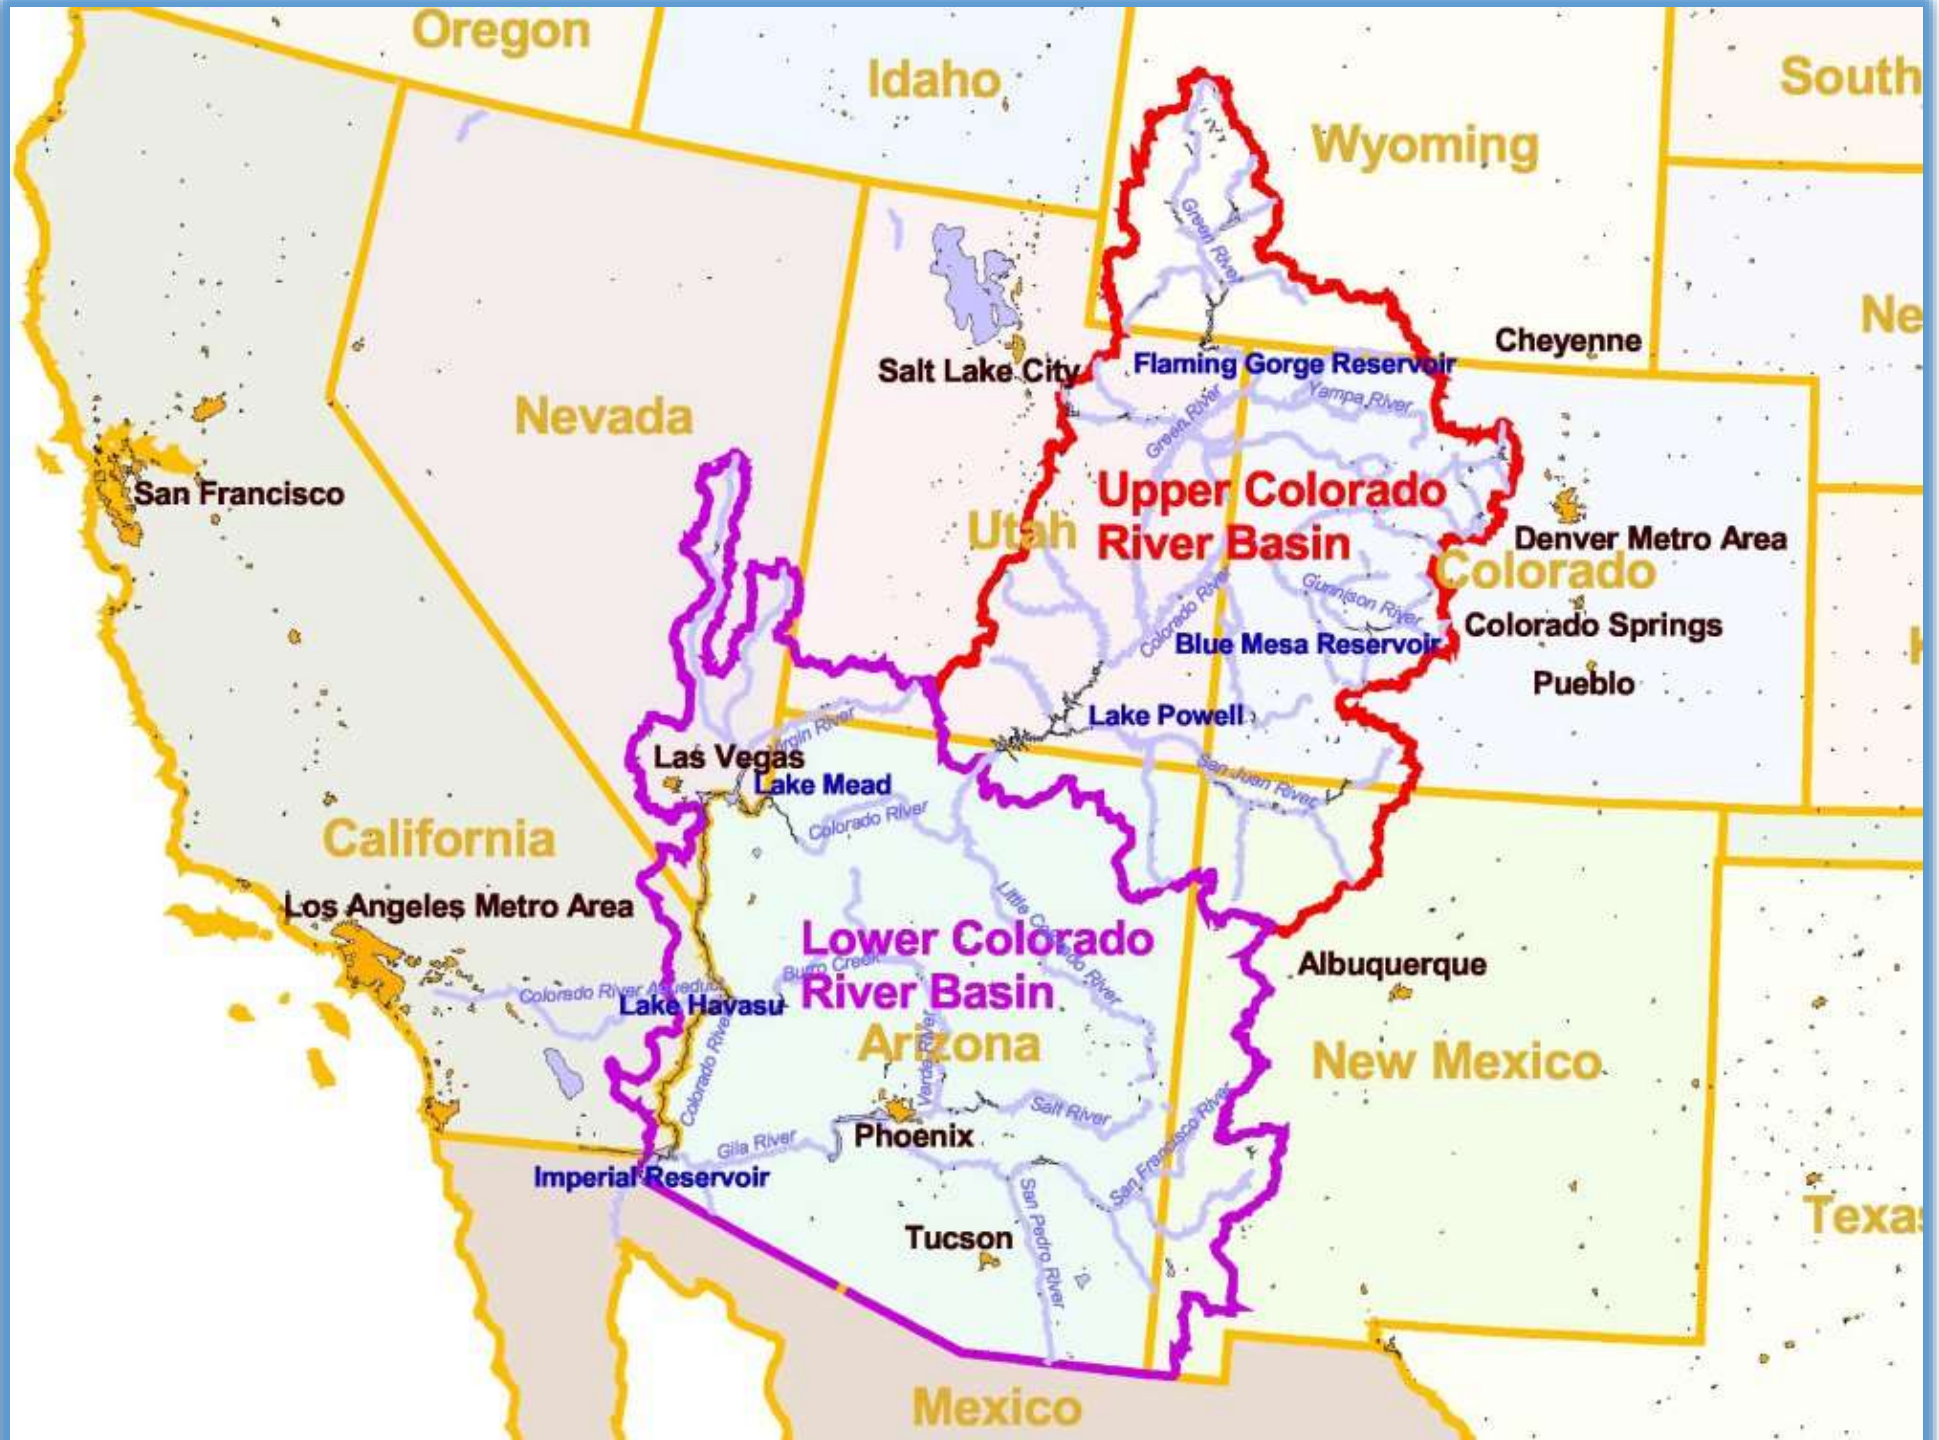 Oregon
Idaho
South
Wyoming
Green River
Ne
Cheyenne
Salt Lake City
Flaming Gorge Reservoir
Yampa River
Nevada
Green River
San Francisco
Upper Colorado
River Basin
Utah
Denver Metro Area
Colorado
Gunnison River
Colorado River
Colorado Springs
Blue Mesa Reservoir
Pueblo
Lake Powell
Virgin River
Las Vegas
San Juan River
Lake Mead
Colorado River
California
Los Angeles Metro Area
Little Colorado River
Lower Colorado
River Basin
Burro Creek
Albuquerque
Colorado River Aqueduct
Lake Havasu
Arizona
New Mexico
Colorado River
Verde River
Salt River
San Francisco River
Phoenix
Gila River
Imperial Reservoir
San Pedro River
Texas
Tucson
Mexico